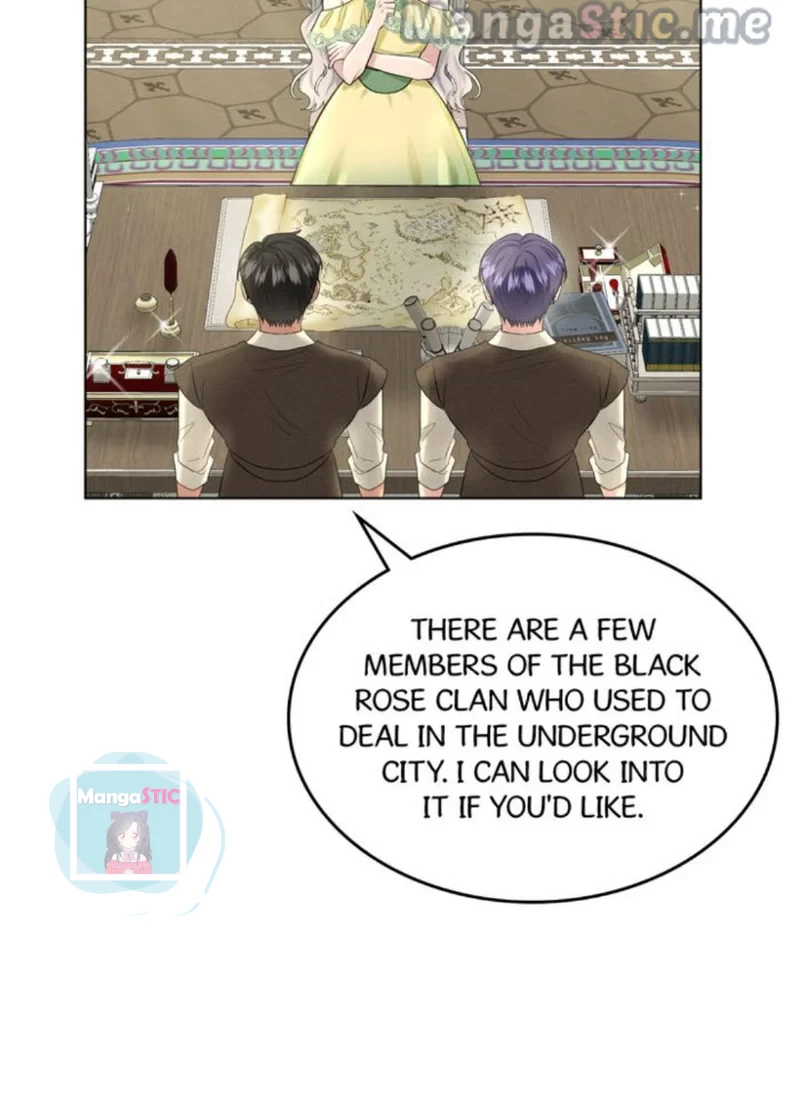 MangaStic.me
THERE ARE A FEW
MEMBERS OF THE BLACK
ROSE CLAN WHO USED TO
DEAL IN THE UNDERGROUND
CITY. I CAN LOOK INTO
IT IF YOU'D LIKE.
MangaSTIC